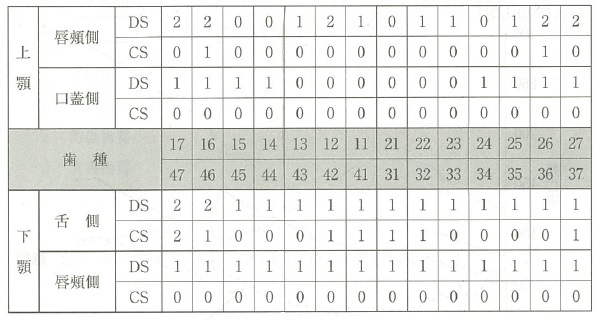 上顎 唇頰側 DS 2 2 0 0 1 2 1 0 1 1 0 1 2 2
CS 0 1 0 0 0 0 0 0 0 0 0 0 1 0
口蓋側 DS 1 1 1 1 0 0 0 0 0 0 1 1 1 1
CS 0 0 0 0 0 0 0 0 0 0 0 0 0 0
歯種 17 16 15 14 13 12 11 21 22 23 24 25 26 27
47 46 45 44 43 42 41 31 32 33 34 35 36 37
下顎 舌側 DS 2 2 1 1 1 1 1 1 1 1 1 1 1 1
CS 2 1 0 0 0 1 1 1 1 0 0 0 0 1
唇頰側 DS 1 1 1 1 1 1 1 1 1 1 1 1 1 1
CS 0 0 0 0 0 0 0 0 0 0 0 0 0 0